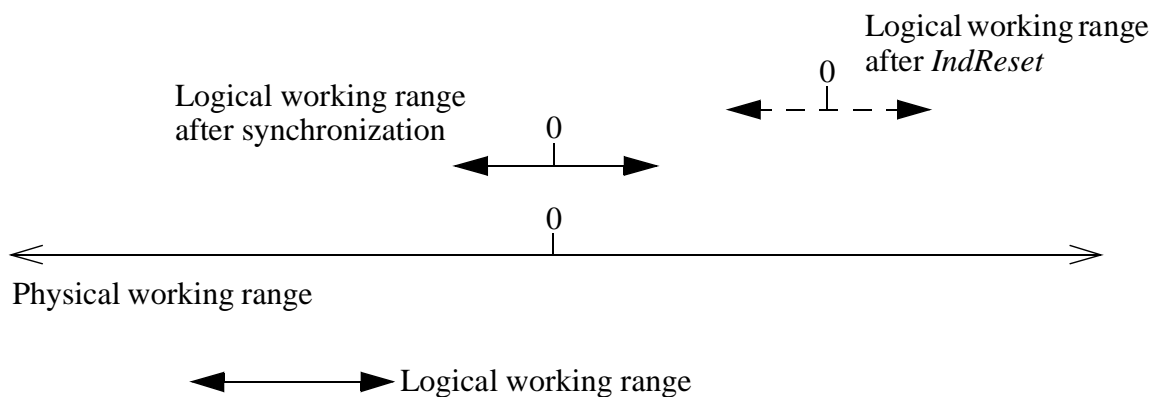 Logical working range
after IndReset
0
Logical working range
after synchronization
0
0
Physical working range
Logical working range